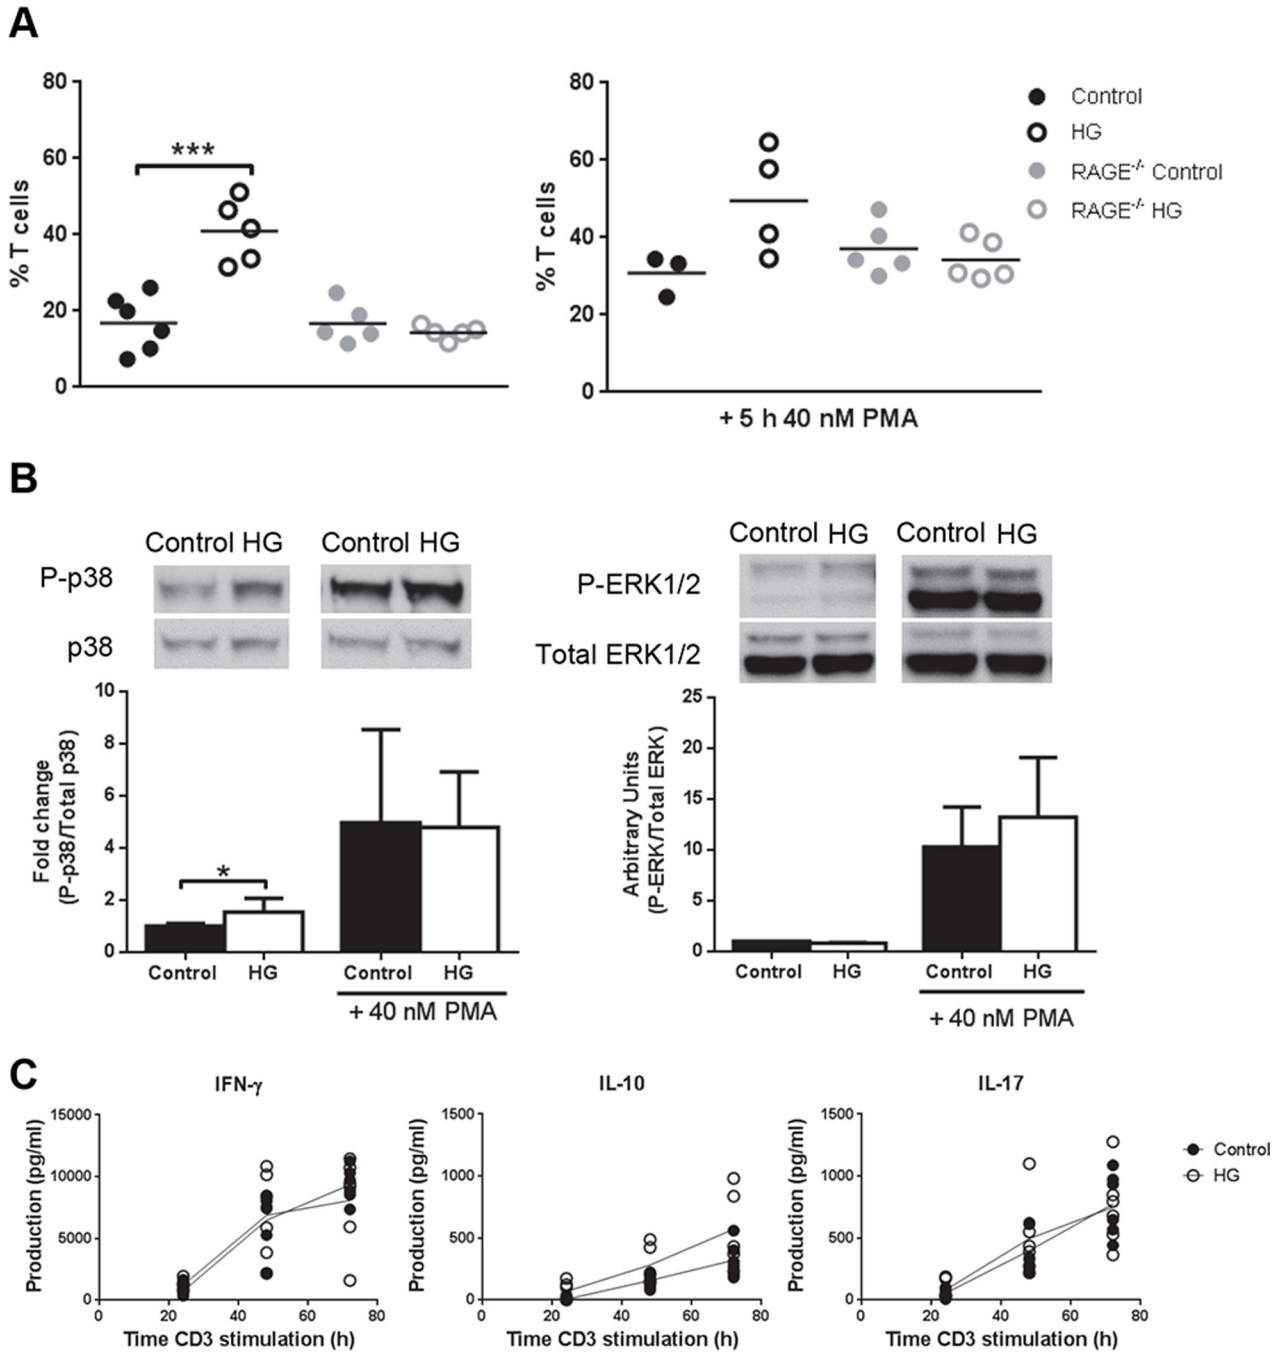 A
80
60
40
20
0
% T cells
***
80
60
40
20
0
% T cells
+ 5 h 40 nM PMA
Control
HG
RAGE-/- Control
RAGE-/- HG
B
Control HG
Control HG
P-p38
p38
Control HG
Control HG
P-ERK1/2
Total ERK1/2
10
8
6
4
2
0
Fold change
(P-p38/Total p38)
*
Control
HG
Control
HG
+ 40 nM PMA
25
20
15
10
5
0
Arbitrary Units
(P-ERK/Total ERK)
Control
HG
Control
HG
+ 40 nM PMA
C
IFN-γ
15000
10000
5000
0
Production (pg/ml)
0 20 40 60 80
Time CD3 stimulation (h)
IL-10
1500
1000
500
0
Production (pg/ml)
0 20 40 60 80
Time CD3 stimulation (h)
IL-17
1500
1000
500
0
Production (pg/ml)
0 20 40 60 80
Time CD3 stimulation (h)
Control
HG